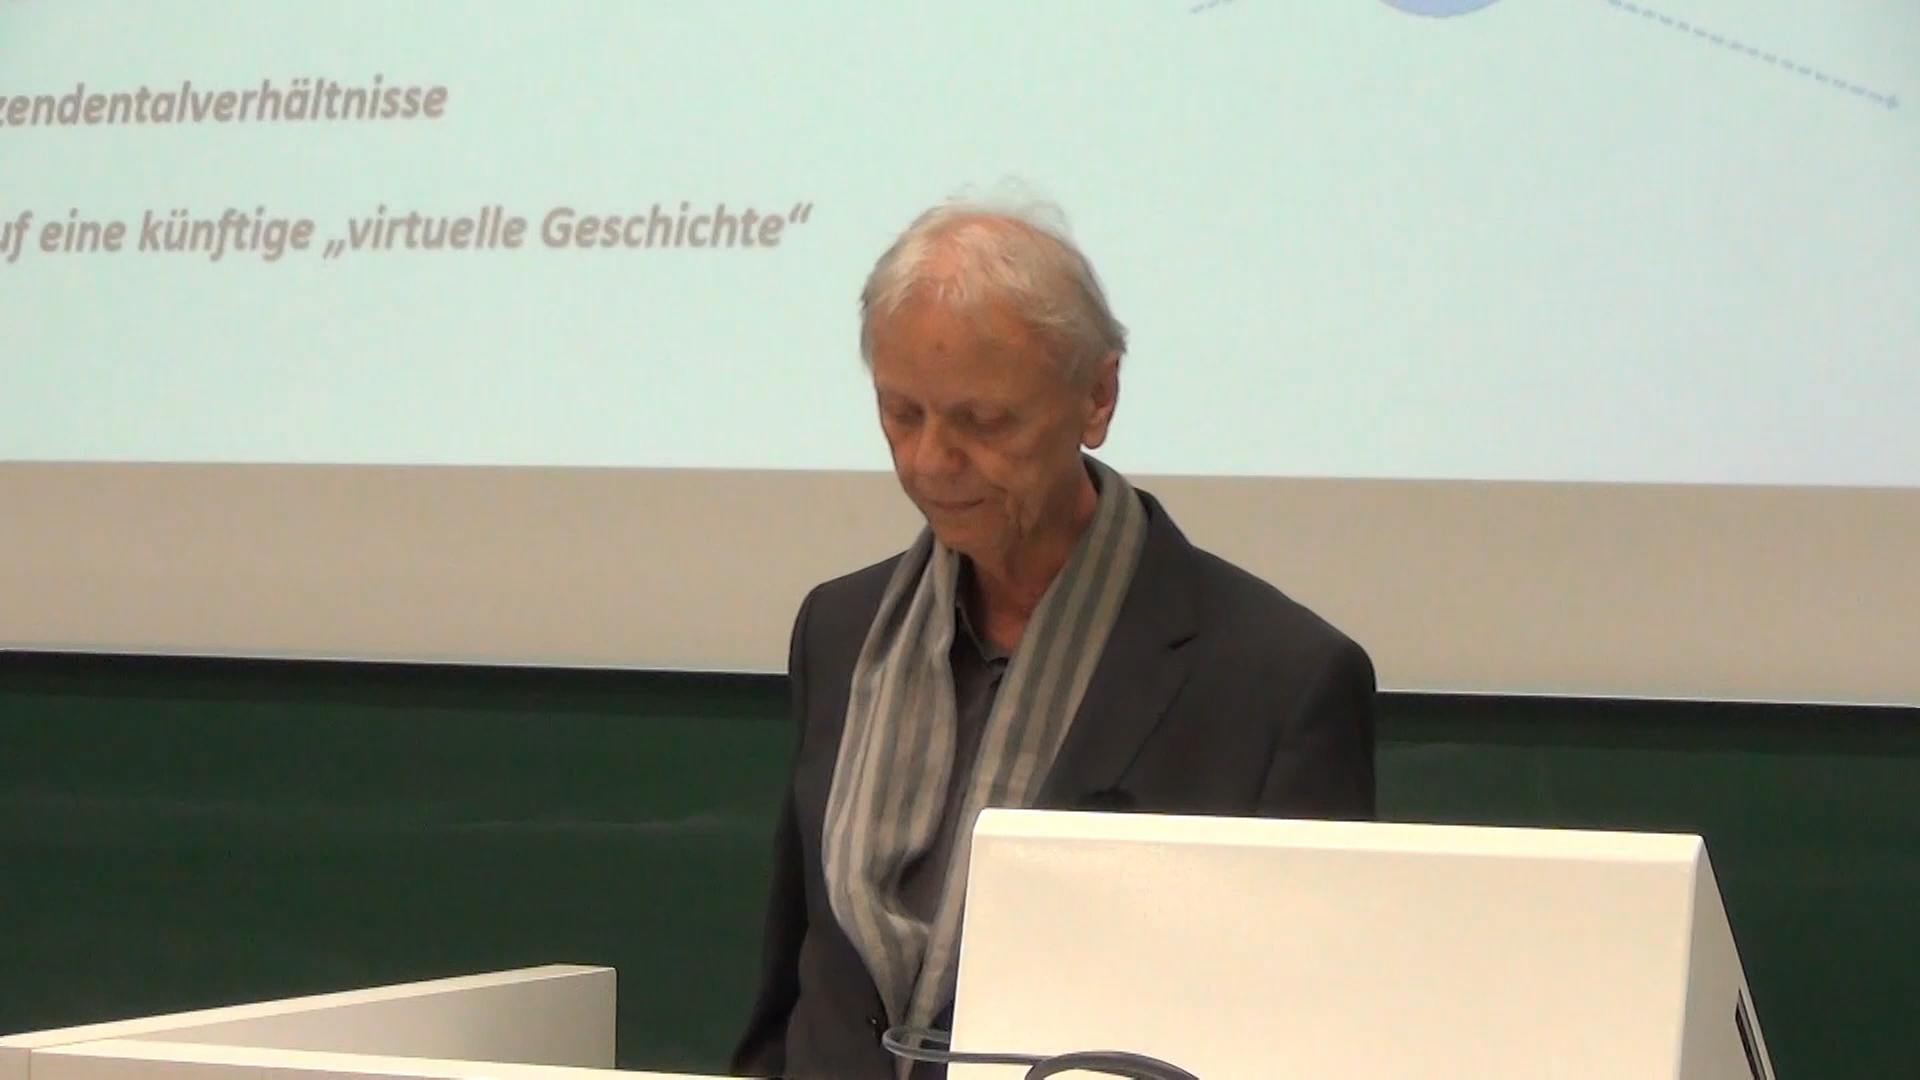 zendentalverhältnisse
uf eine künftige „virtuelle Geschichte“